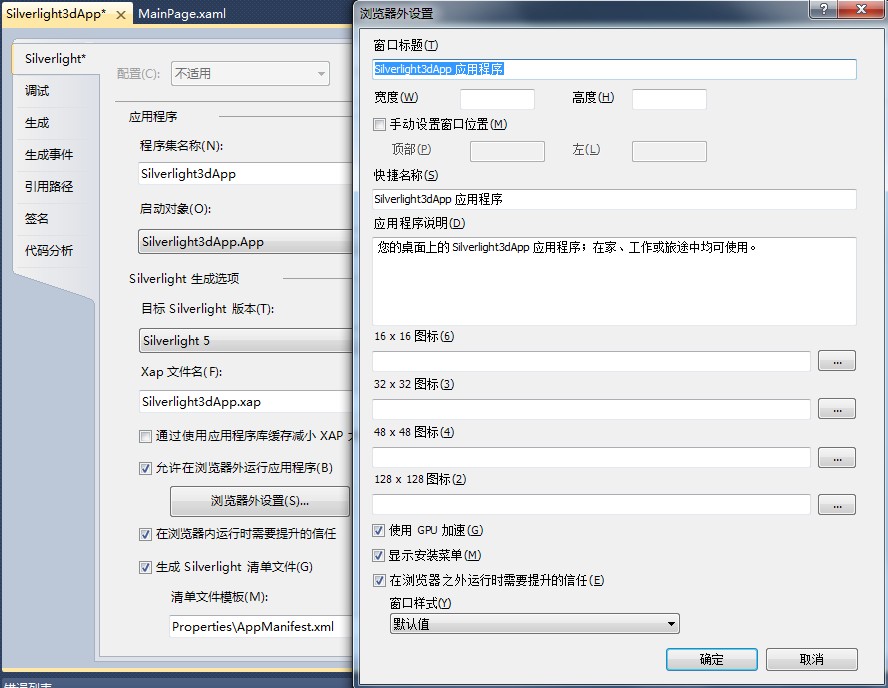 Silverlight3dApp* ✕
MainPage.xaml
Silverlight*
调试
生成
生成事件
引用路径
签名
代码分析
配置(C): 不适用
应用程序
程序集名称(N):
Silverlight3dApp
启动对象(O):
Silverlight3dApp.App
Silverlight 生成选项
目标 Silverlight 版本(T):
Silverlight 5
Xap 文件名(F):
Silverlight3dApp.xap
通过使用应用程序库缓存减小 XAP
允许在浏览器外运行应用程序(B)
浏览器外设置(S)...
在浏览器内运行时需要提升的信任
生成 Silverlight 清单文件(G)
清单文件模板(M):
Properties\AppManifest.xml
浏览器外设置
窗口标题(T)
Silverlight3dApp 应用程序
宽度(W) 高度(H)
手动设置窗口位置(M)
顶部(P) 左(L)
快捷名称(S)
Silverlight3dApp 应用程序
应用程序说明(D)
您的桌面上的 Silverlight3dApp 应用程序；在家、工作或旅途中均可使用。
16 x 16 图标(6)
...
32 x 32 图标(3)
...
48 x 48 图标(4)
...
128 x 128 图标(2)
...
使用 GPU 加速(G)
显示安装菜单(M)
在浏览器之外运行时需要提升的信任(E)
窗口样式(Y)
默认值
确定 取消